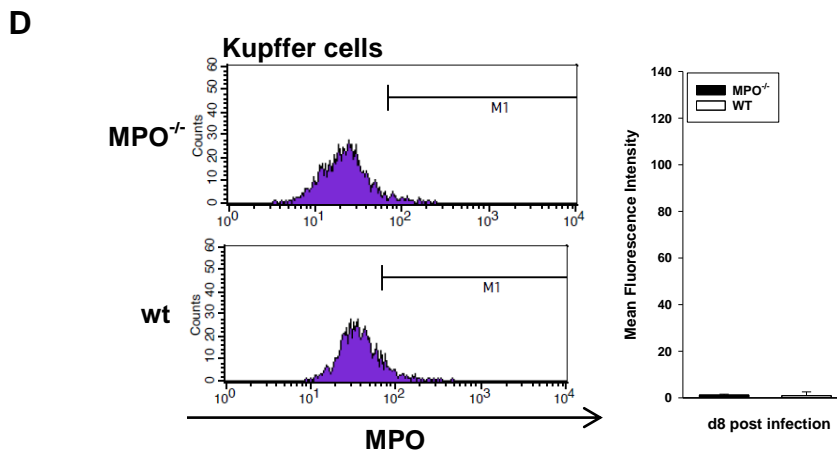 D
Kupffer cells
MPO-/-
Counts
60
50
40
30
20
10
0
M1
10^0 10^1 10^2 10^3 10^4
wt
Counts
60
50
40
30
20
10
0
M1
10^0 10^1 10^2 10^3 10^4
MPO
Mean Fluorescence Intensity
140
120
100
80
60
40
20
0
MPO-/-
WT
d8 post infection